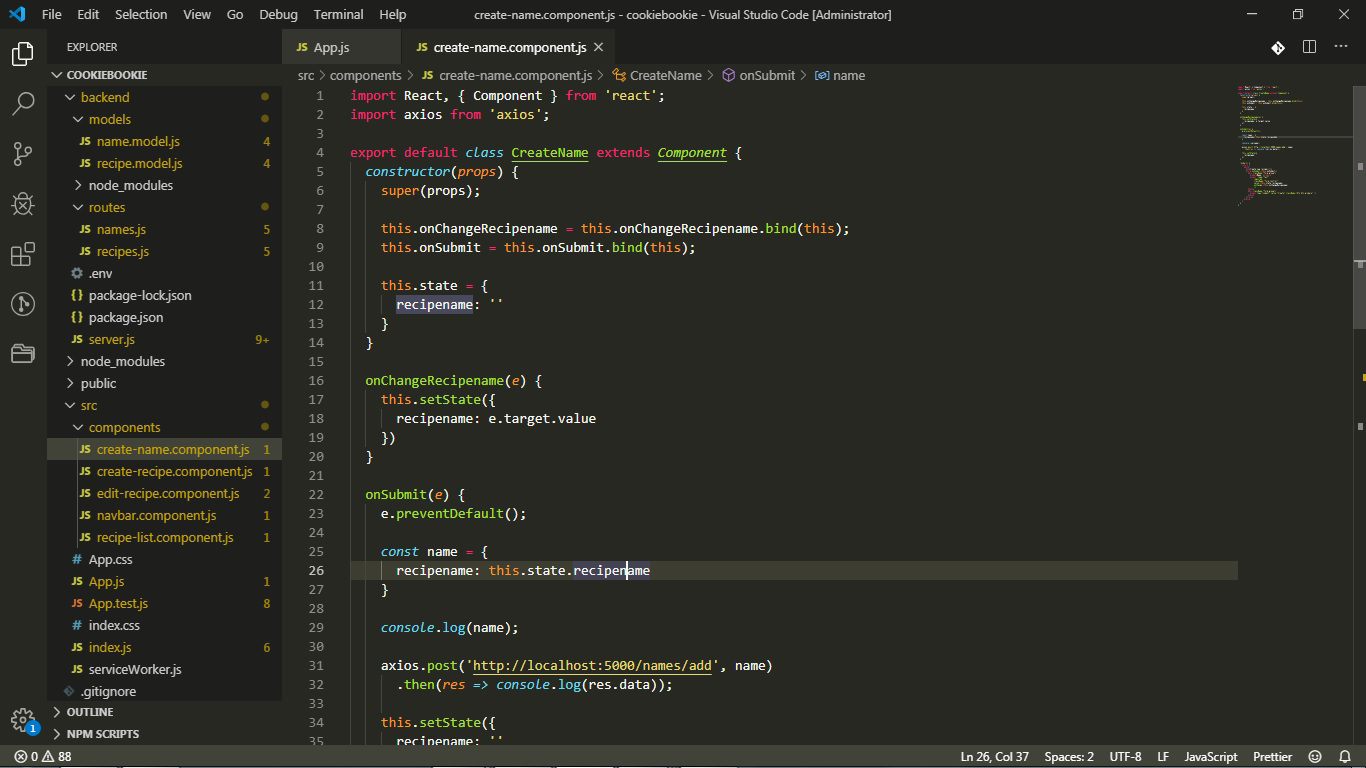 File Edit Selection View Go Debug Terminal Help create-name.component.js - cookiebookie - Visual Studio Code [Administrator]
EXPLORER
COOKIEBOOKIE
backend
models
JS name.model.js 4
JS recipe.model.js 4
node_modules
routes
JS names.js 5
JS recipes.js 5
.env
{} package-lock.json
{} package.json
JS server.js 9+
node_modules
public
src
components
JS create-name.component.js 1
JS create-recipe.component.js 1
JS edit-recipe.component.js 2
JS navbar.component.js 1
JS recipe-list.component.js 1
# App.css
JS App.js 1
JS App.test.js 8
# index.css
JS index.js 6
JS serviceWorker.js
.gitignore
OUTLINE
NPM SCRIPTS
1
JS App.js JS create-name.component.js
src > components > JS create-name.component.js > CreateName > onSubmit > name
1 import React, { Component } from 'react';
2 import axios from 'axios';
3
4 export default class CreateName extends Component {
5 constructor(props) {
6 super(props);
7
8 this.onChangeRecipename = this.onChangeRecipename.bind(this);
9 this.onSubmit = this.onSubmit.bind(this);
10
11 this.state = {
12 recipename: ''
13 }
14 }
15
16 onChangeRecipename(e) {
17 this.setState({
18 recipename: e.target.value
19 })
20 }
21
22 onSubmit(e) {
23 e.preventDefault();
24
25 const name = {
26 recipename: this.state.recipename
27 }
28
29 console.log(name);
30
31 axios.post('http://localhost:5000/names/add', name)
32 .then(res => console.log(res.data));
33
34 this.setState({
35 recipename: ''
0 88 Ln 26, Col 37 Spaces: 2 UTF-8 LF JavaScript Prettier